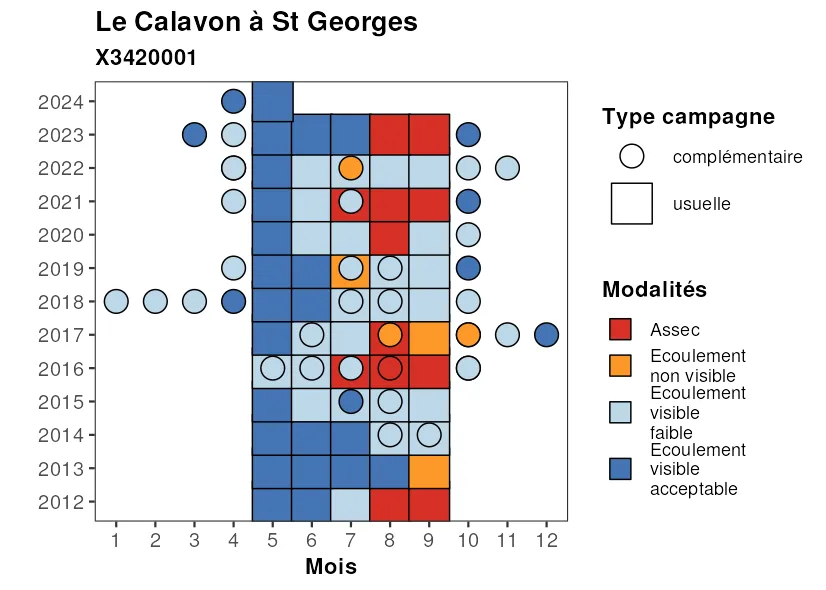 Le Calavon à St Georges
X3420001
2024
2023
2022
2021
2020
2019
2018
2017
2016
2015
2014
2013
2012
1 2 3 4 5 6 7 8 9 10 11 12
Mois
Type campagne
complémentaire
usuelle
Modalités
Assec
Ecoulement
non visible
Ecoulement
visible
faible
Ecoulement
visible
acceptable